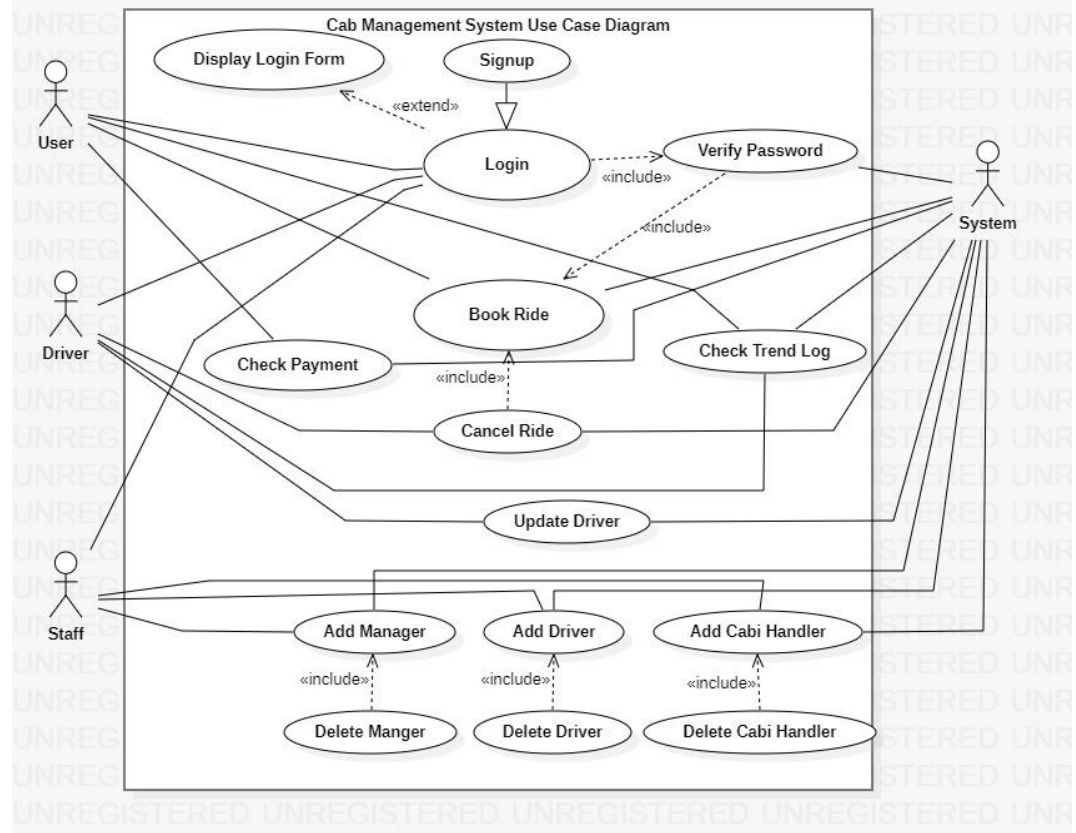 Cab Management System Use Case Diagram
Display Login Form
Signup
«extend»
User
Login
Verify Password
«include»
System
«include»
Driver
Book Ride
Check Payment
Check Trend Log
«include»
Cancel Ride
Update Driver
Staff
Add Manager
Add Driver
Add Cabi Handler
«include»
«include»
«include»
Delete Manger
Delete Driver
Delete Cabi Handler
UNREGISTERED UNREGISTERED UNREGISTERED UNREGISTERED UNR